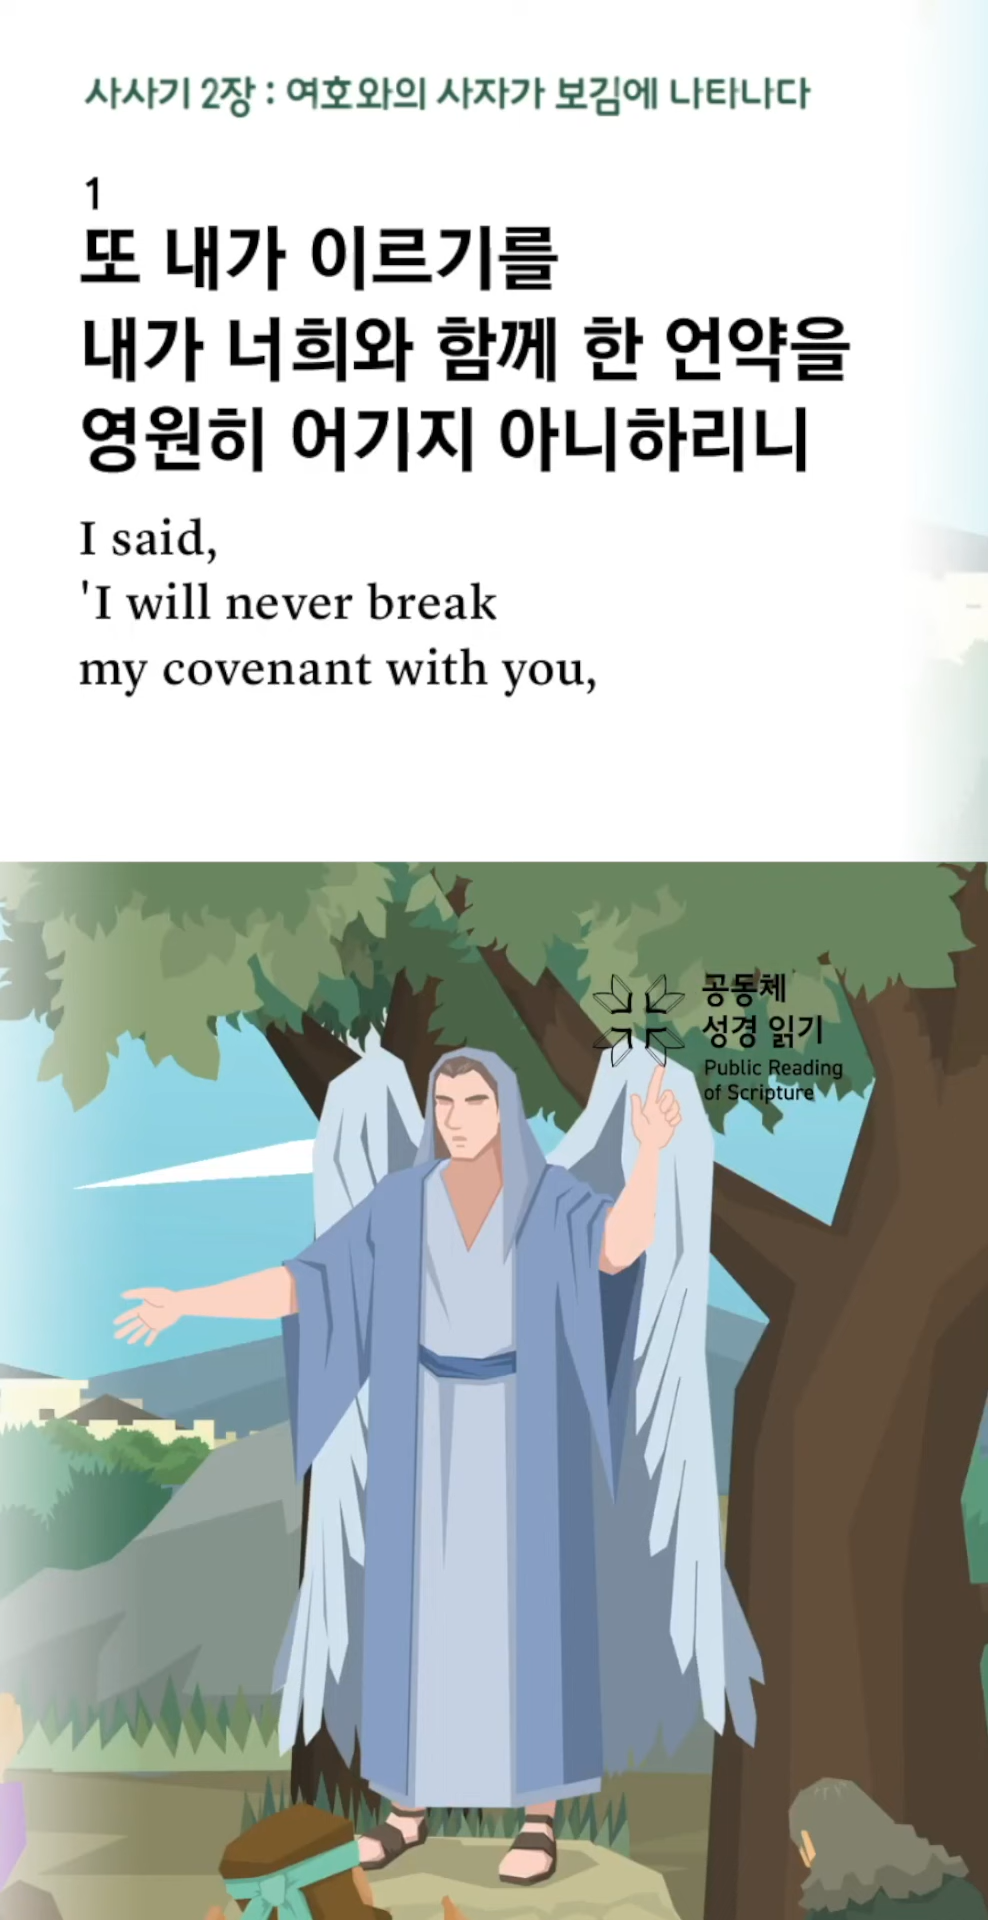 사사기 2장 : 여호와의 사자가 보김에 나타나다
1
또 내가 이르기를
내가 너희와 함께 한 언약을
영원히 어기지 아니하리니
I said,
'I will never break
my covenant with you,
공동체
성경 읽기
Public Reading
of Scripture